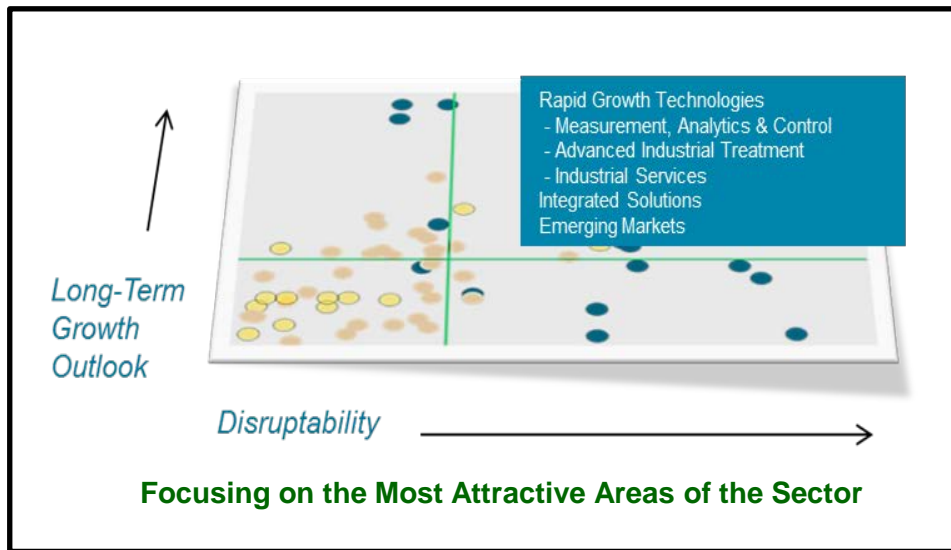 Rapid Growth Technologies
- Measurement, Analytics & Control
- Advanced Industrial Treatment
- Industrial Services
Integrated Solutions
Emerging Markets
Long-Term
Growth
Outlook
Disruptability
Focusing on the Most Attractive Areas of the Sector